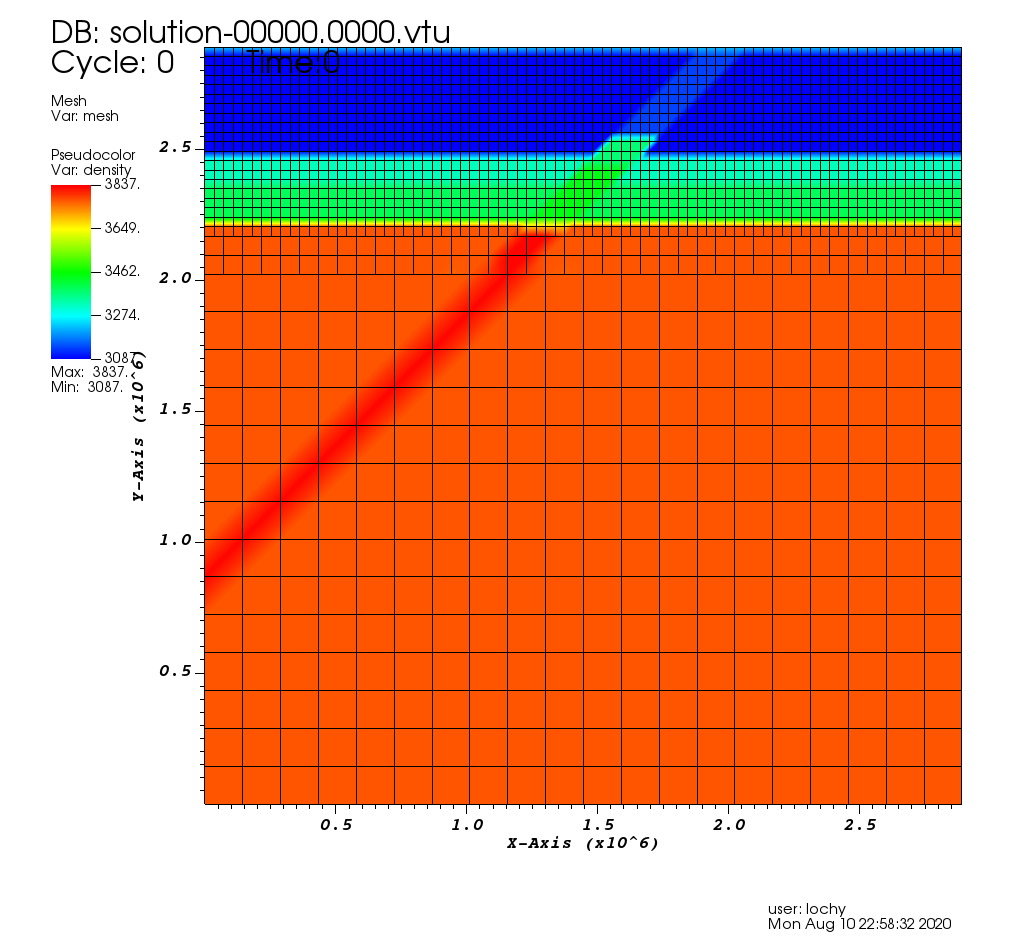 DB: solution-00000.0000.vtu
Cycle: 0 Time:0
Mesh
Var: mesh
Pseudocolor
Var: density
3837.
3649.
3462.
3274.
3087.
Max: 3837.
Min: 3087.
2.5
2.0
1.5
1.0
0.5
Y-Axis (x10^6)
0.5 1.0 1.5 2.0 2.5
X-Axis (x10^6)
user: lochy
Mon Aug 10 22:58:32 2020